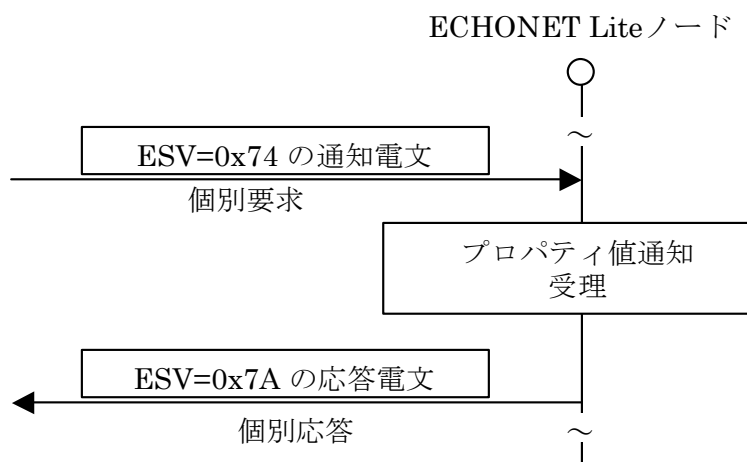 ECHONET Liteノード
～
ESV=0x74 の通知電文
個別要求
プロパティ値通知
受理
ESV=0x7A の応答電文
個別応答
～